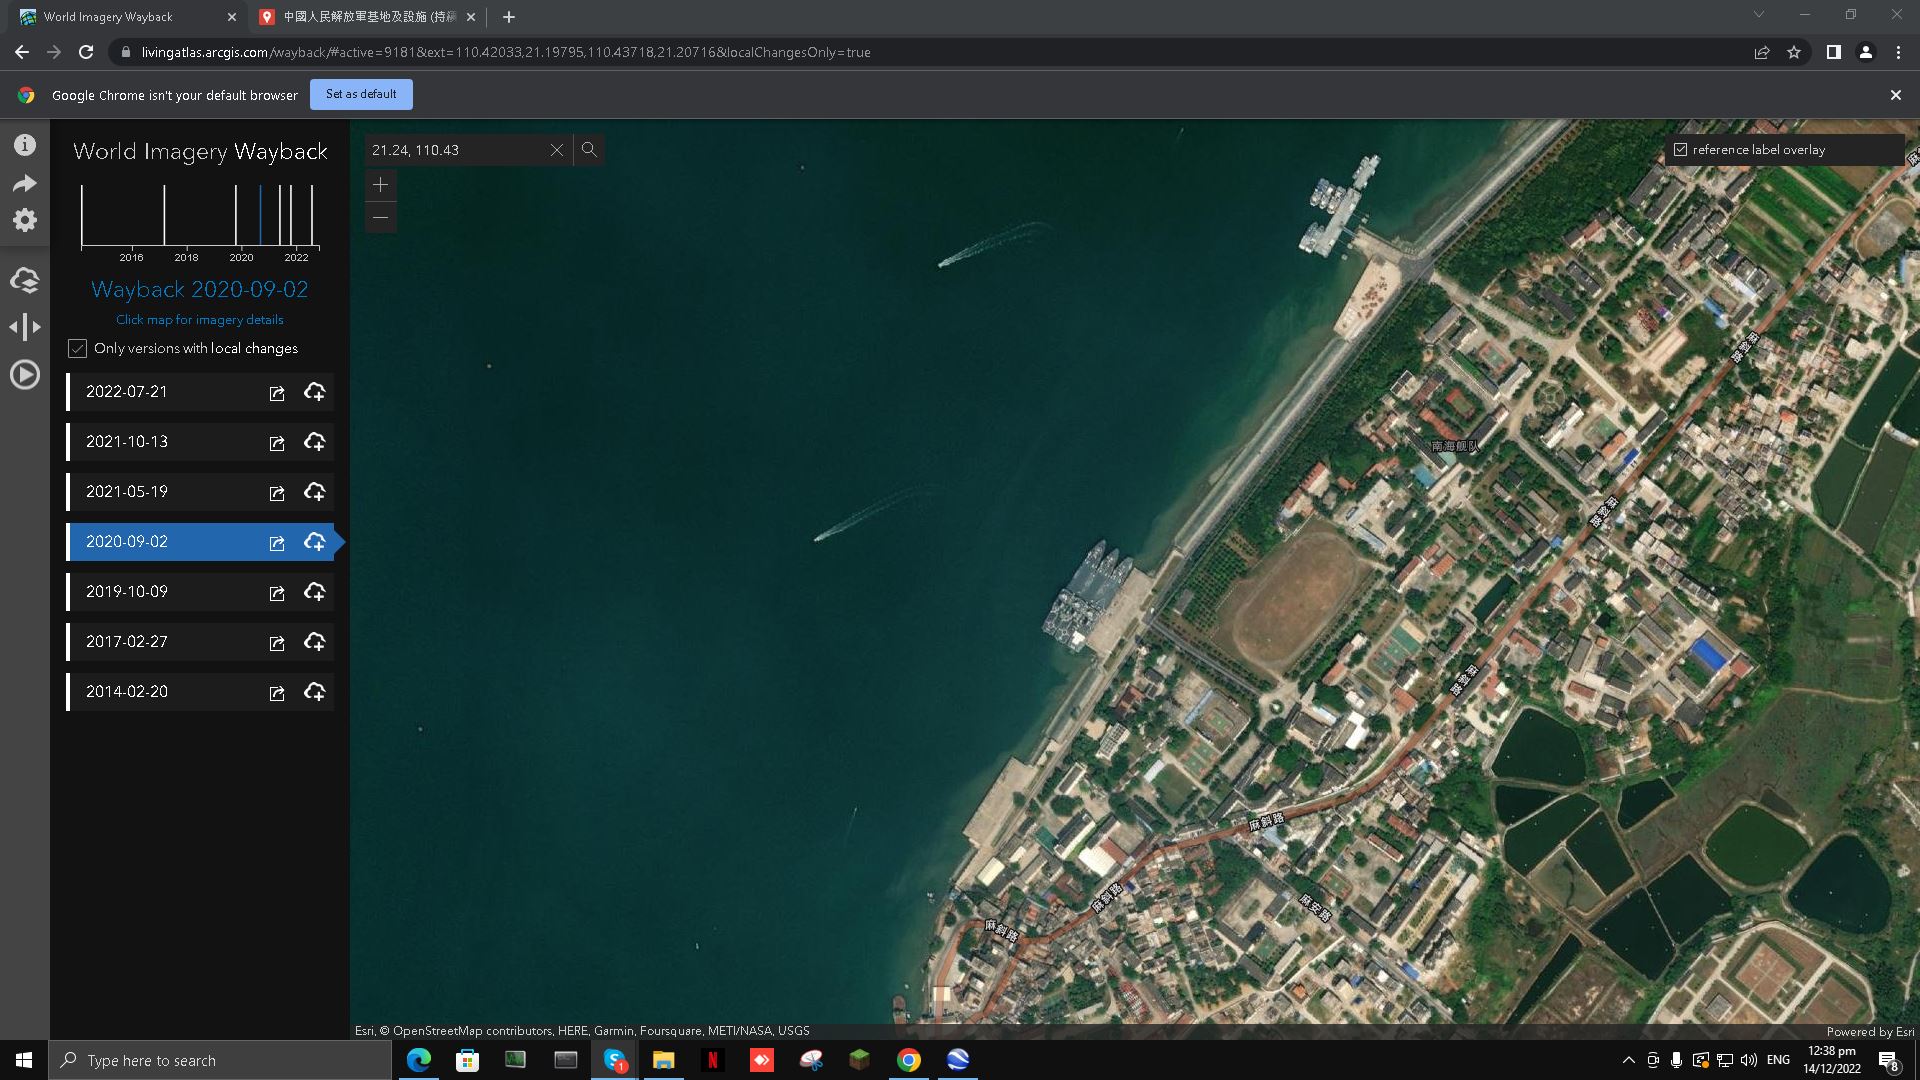 World Imagery Wayback
中國人民解放軍基地及設施 (持續
livingatlas.arcgis.com/wayback/#active=9181&ext=110.42033,21.19795,110.43718,21.20716&localChangesOnly=true
Google Chrome isn't your default browser
Set as default
World Imagery Wayback
2016 2018 2020 2022
Wayback 2020-09-02
Click map for imagery details
Only versions with local changes
2022-07-21
2021-10-13
2021-05-19
2020-09-02
2019-10-09
2017-02-27
2014-02-20
21.24, 110.43
reference label overlay
麻斜路
南海舰队
麻斜路
麻斜路
麻斜路
麻斜路
麻安路
麻斜路
Esri, © OpenStreetMap contributors, HERE, Garmin, Foursquare, METI/NASA, USGS
Powered by Esri
Type here to search
1
ENG
12:38 pm
14/12/2022
8